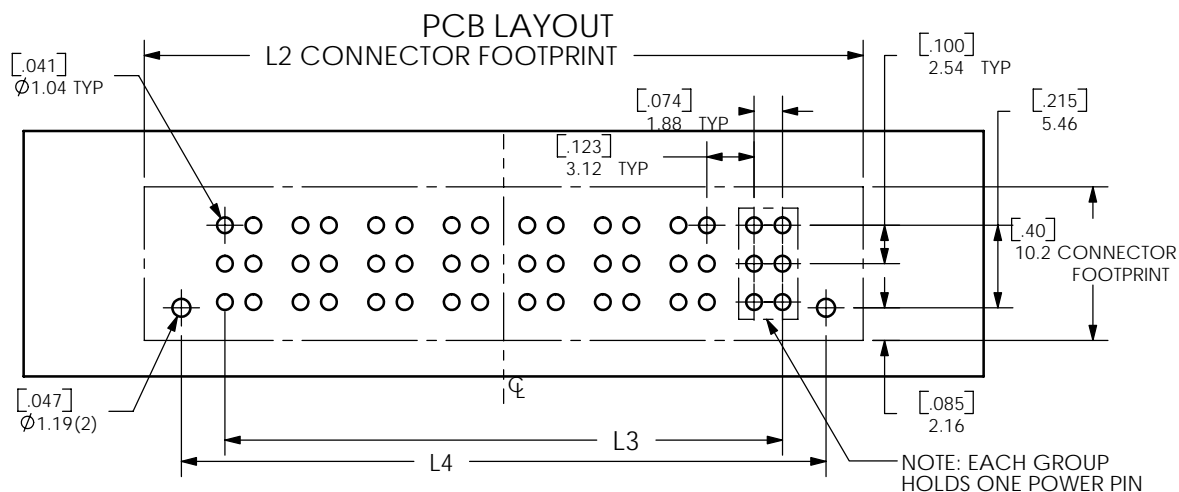 PCB LAYOUT
L2 CONNECTOR FOOTPRINT
[.041]
Ø1.04 TYP
[.100]
2.54 TYP
[.074]
1.88 TYP
[.215]
5.46
[.123]
3.12 TYP
[.40]
10.2 CONNECTOR
FOOTPRINT
℄
[.047]
Ø1.19(2)
[.085]
2.16
L3
L4
NOTE: EACH GROUP
HOLDS ONE POWER PIN